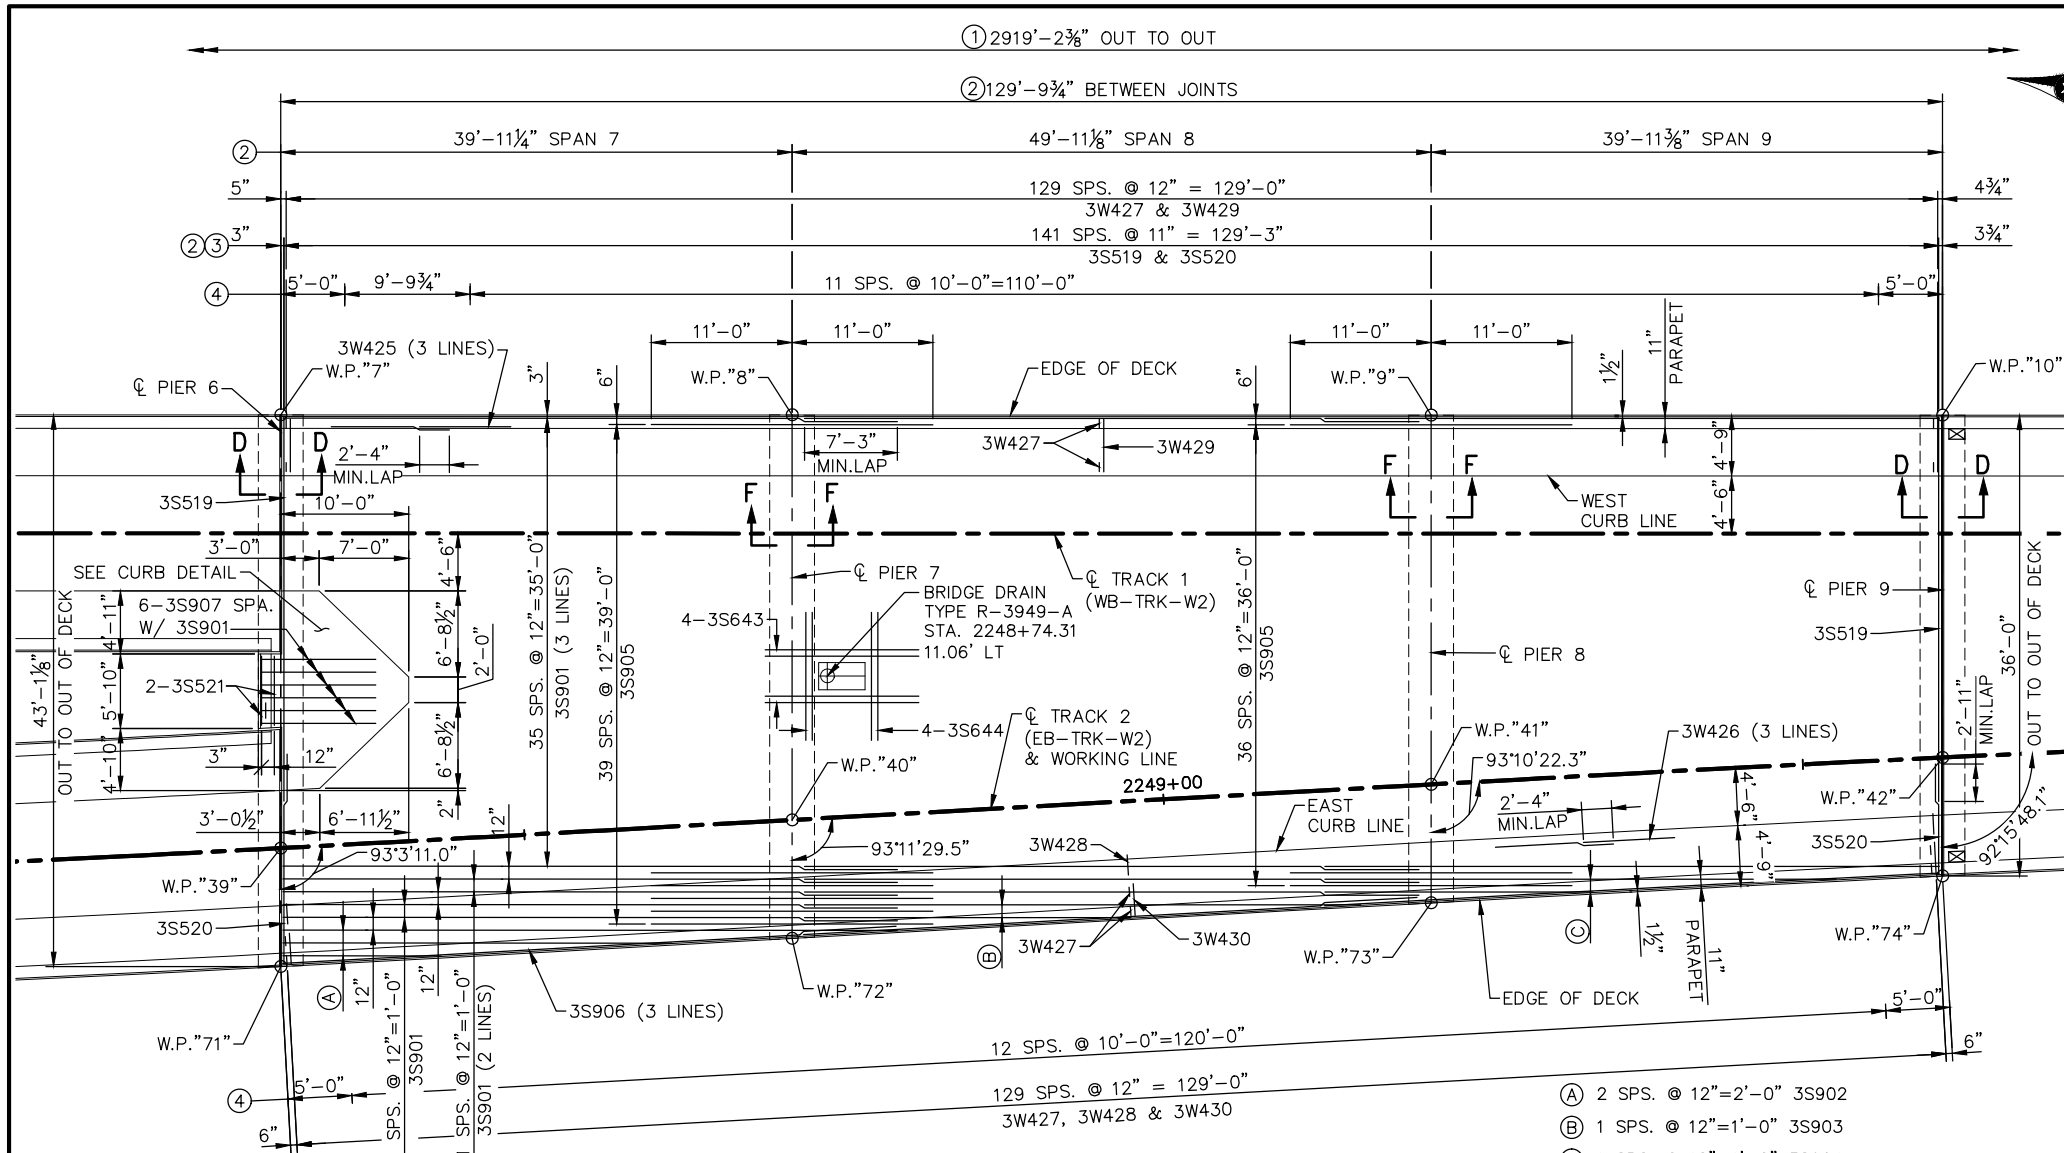 ① 2919'-2⅜" OUT TO OUT
② 129'-9¾" BETWEEN JOINTS
② 39'-11¼" SPAN 7
49'-11⅛" SPAN 8
39'-11⅜" SPAN 9
5"
129 SPS. @ 12" = 129'-0"
3W427 & 3W429
4¾"
②③ 3"
141 SPS. @ 11" = 129'-3"
3S519 & 3S520
3¾"
④ 5'-0"
9'-9¾"
11 SPS. @ 10'-0"=110'-0"
5'-0"
11'-0"
11'-0"
11'-0"
11'-0"
1½"
11"
PARAPET
3W425 (3 LINES)
W.P."7"
℄ PIER 6
3"
6"
W.P."8"
EDGE OF DECK
6"
W.P."9"
W.P."10"
D
D
2'-4"
MIN.LAP
7'-3"
MIN.LAP
3W427
3W429
4'-9"
4'-6"
3S519
10'-0"
F
F
F
F
D
D
WEST
CURB LINE
3'-0"
7'-0"
4'-6"
SEE CURB DETAIL
6-3S907 SPA.
W/ 3S901
4'-11"
5'-10"
4'-10"
2-3S521
3"
12"
43'-1⅛"
OUT TO OUT OF DECK
6'-8½"
2'-0"
6'-8½"
2"
35 SPS. @ 12"=35'-0"
3S901 (3 LINES)
39 SPS. @ 12"=39'-0"
3S905
℄ PIER 7
4-3S643
BRIDGE DRAIN
TYPE R-3949-A
STA. 2248+74.31
11.06' LT
4-3S644
℄ TRACK 1
(WB-TRK-W2)
℄ TRACK 2
(EB-TRK-W2)
& WORKING LINE
36 SPS. @ 12"=36'-0"
3S905
℄ PIER 8
℄ PIER 9
3S519
36'-0"
OUT TO OUT OF DECK
2'-11"
MIN.LAP
W.P."40"
W.P."41"
3W426 (3 LINES)
93°10'22.3"
2249+00
3'-0½"
6'-11½"
12"
93°3'11.0"
W.P."39"
93°11'29.5"
3W428
EAST
CURB LINE
2'-4"
MIN.LAP
4'-6"
4'-9"
W.P."42"
3S520
92°15'48.1"
3S520
Ⓐ
12"
12"
Ⓑ
3W427
3W430
Ⓒ
1½"
11"
PARAPET
W.P."73"
W.P."74"
W.P."71"
3S906 (3 LINES)
W.P."72"
EDGE OF DECK
5'-0"
SPS. @ 12"=1'-0"
3S901
SPS. @ 12"=1'-0"
3S901 (2 LINES)
12 SPS. @ 10'-0"=120'-0"
6"
④ 5'-0"
129 SPS. @ 12" = 129'-0"
3W427, 3W428 & 3W430
6"
Ⓐ 2 SPS. @ 12"=2'-0" 3S902
Ⓑ 1 SPS. @ 12"=1'-0" 3S903